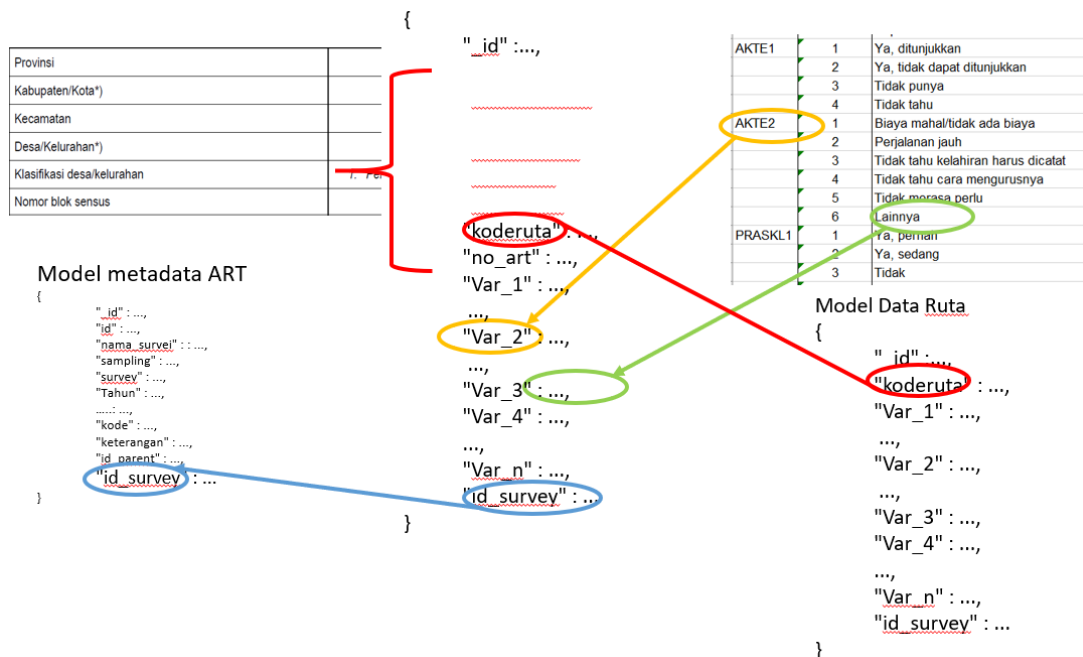 Provinsi
Kabupaten/Kota*)
Kecamatan
Desa/Kelurahan*)
Klasifikasi desa/kelurahan
Nomor blok sensus
1.
Model metadata ART
{
"_id" : ...,
"id" : ...,
"nama_survei" : : ...,
"sampling" : ...,
"survey" : ...,
"Tahun" : ...,
......: ...,
"kode" : ...,
"keterangan" : ...,
"id_parent" : ...,
"id_survey" : ...
}
{
"_id" :...,
"koderuta" : ...,
"no_art" : ...,
"Var_1" : ...,
...,
"Var_2" : ...,
...,
"Var_3" : ...,
"Var_4" : ...,
...,
"Var_n" : ...,
"id_survey" : ...
}
AKTE1 1 Ya, ditunjukkan
2 Ya, tidak dapat ditunjukkan
3 Tidak punya
4 Tidak tahu
AKTE2 1 Biaya mahal/tidak ada biaya
2 Perjalanan jauh
3 Tidak tahu kelahiran harus dicatat
4 Tidak tahu cara mengurusnya
5 Tidak merasa perlu
6 Lainnya
PRASKL1 1 Ya, pernah
2 Ya, sedang
3 Tidak
Model Data Ruta
{
"_id" :...,
"koderuta" : ...,
"Var_1" : ...,
...,
"Var_2" : ...,
...,
"Var_3" : ...,
"Var_4" : ...,
...,
"Var_n" : ...,
"id_survey" : ...
}